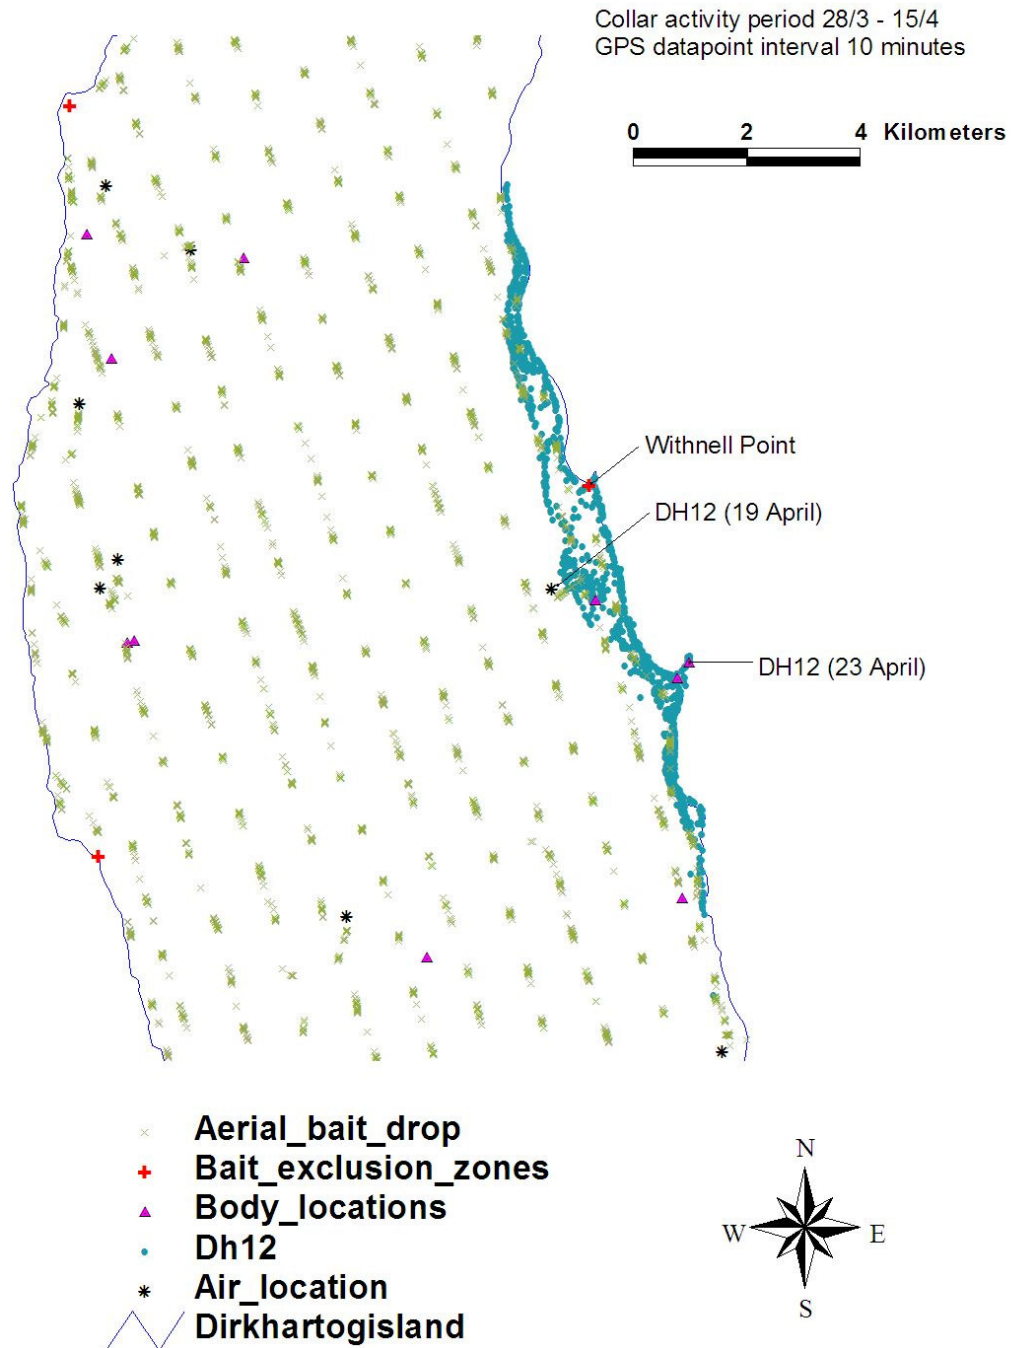 Collar activity period 28/3 - 15/4
GPS datapoint interval 10 minutes
0 2 4 Kilometers
Withnell Point
DH12 (19 April)
DH12 (23 April)
Aerial_bait_drop
Bait_exclusion_zones
Body_locations
Dh12
Air_location
Dirkhartogisland
N
W E
S